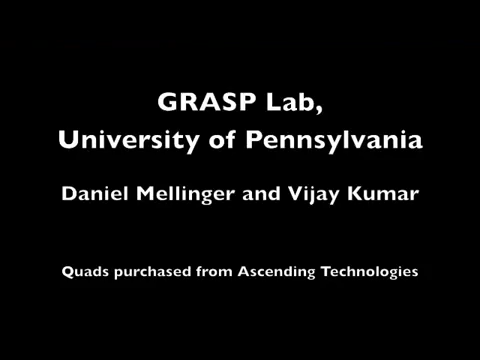 GRASP Lab,
University of Pennsylvania
Daniel Mellinger and Vijay Kumar
Quads purchased from Ascending Technologies